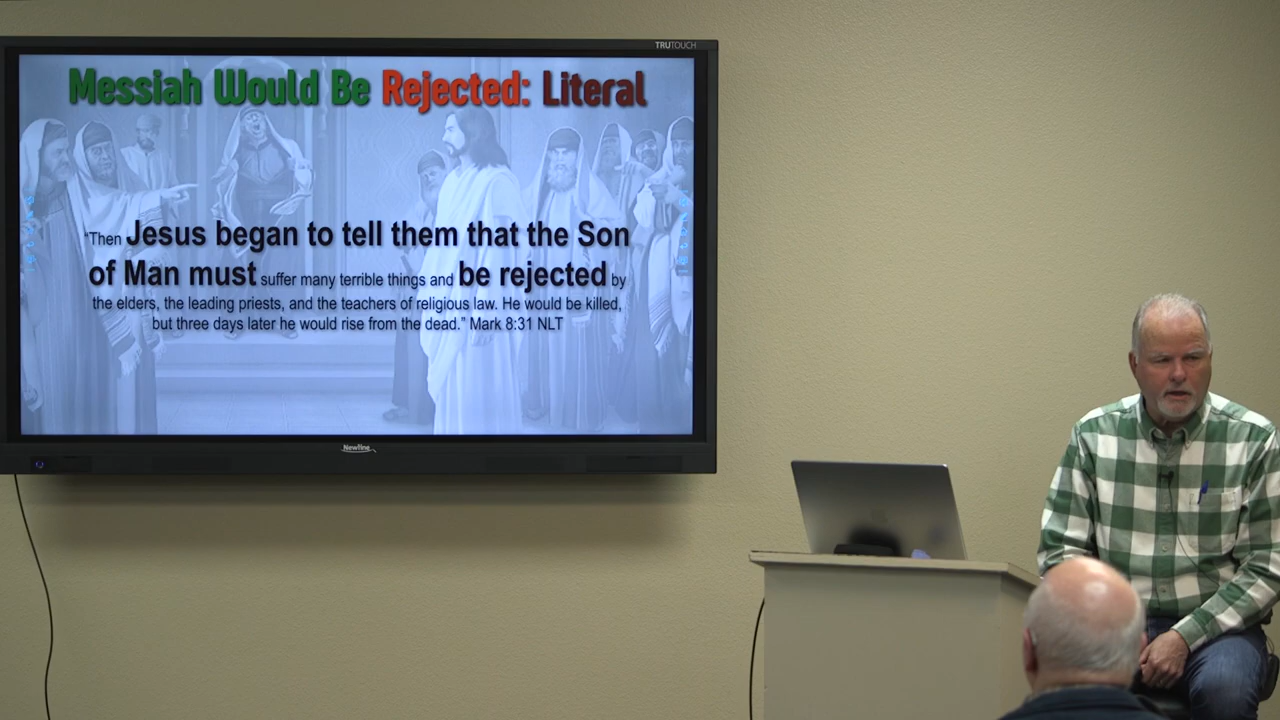 TRUTOUCH
Messiah Would Be Rejected: Literal
“Then Jesus began to tell them that the Son
of Man must suffer many terrible things and be rejected by
the elders, the leading priests, and the teachers of religious law. He would be killed,
but three days later he would rise from the dead.” Mark 8:31 NLT
Newline